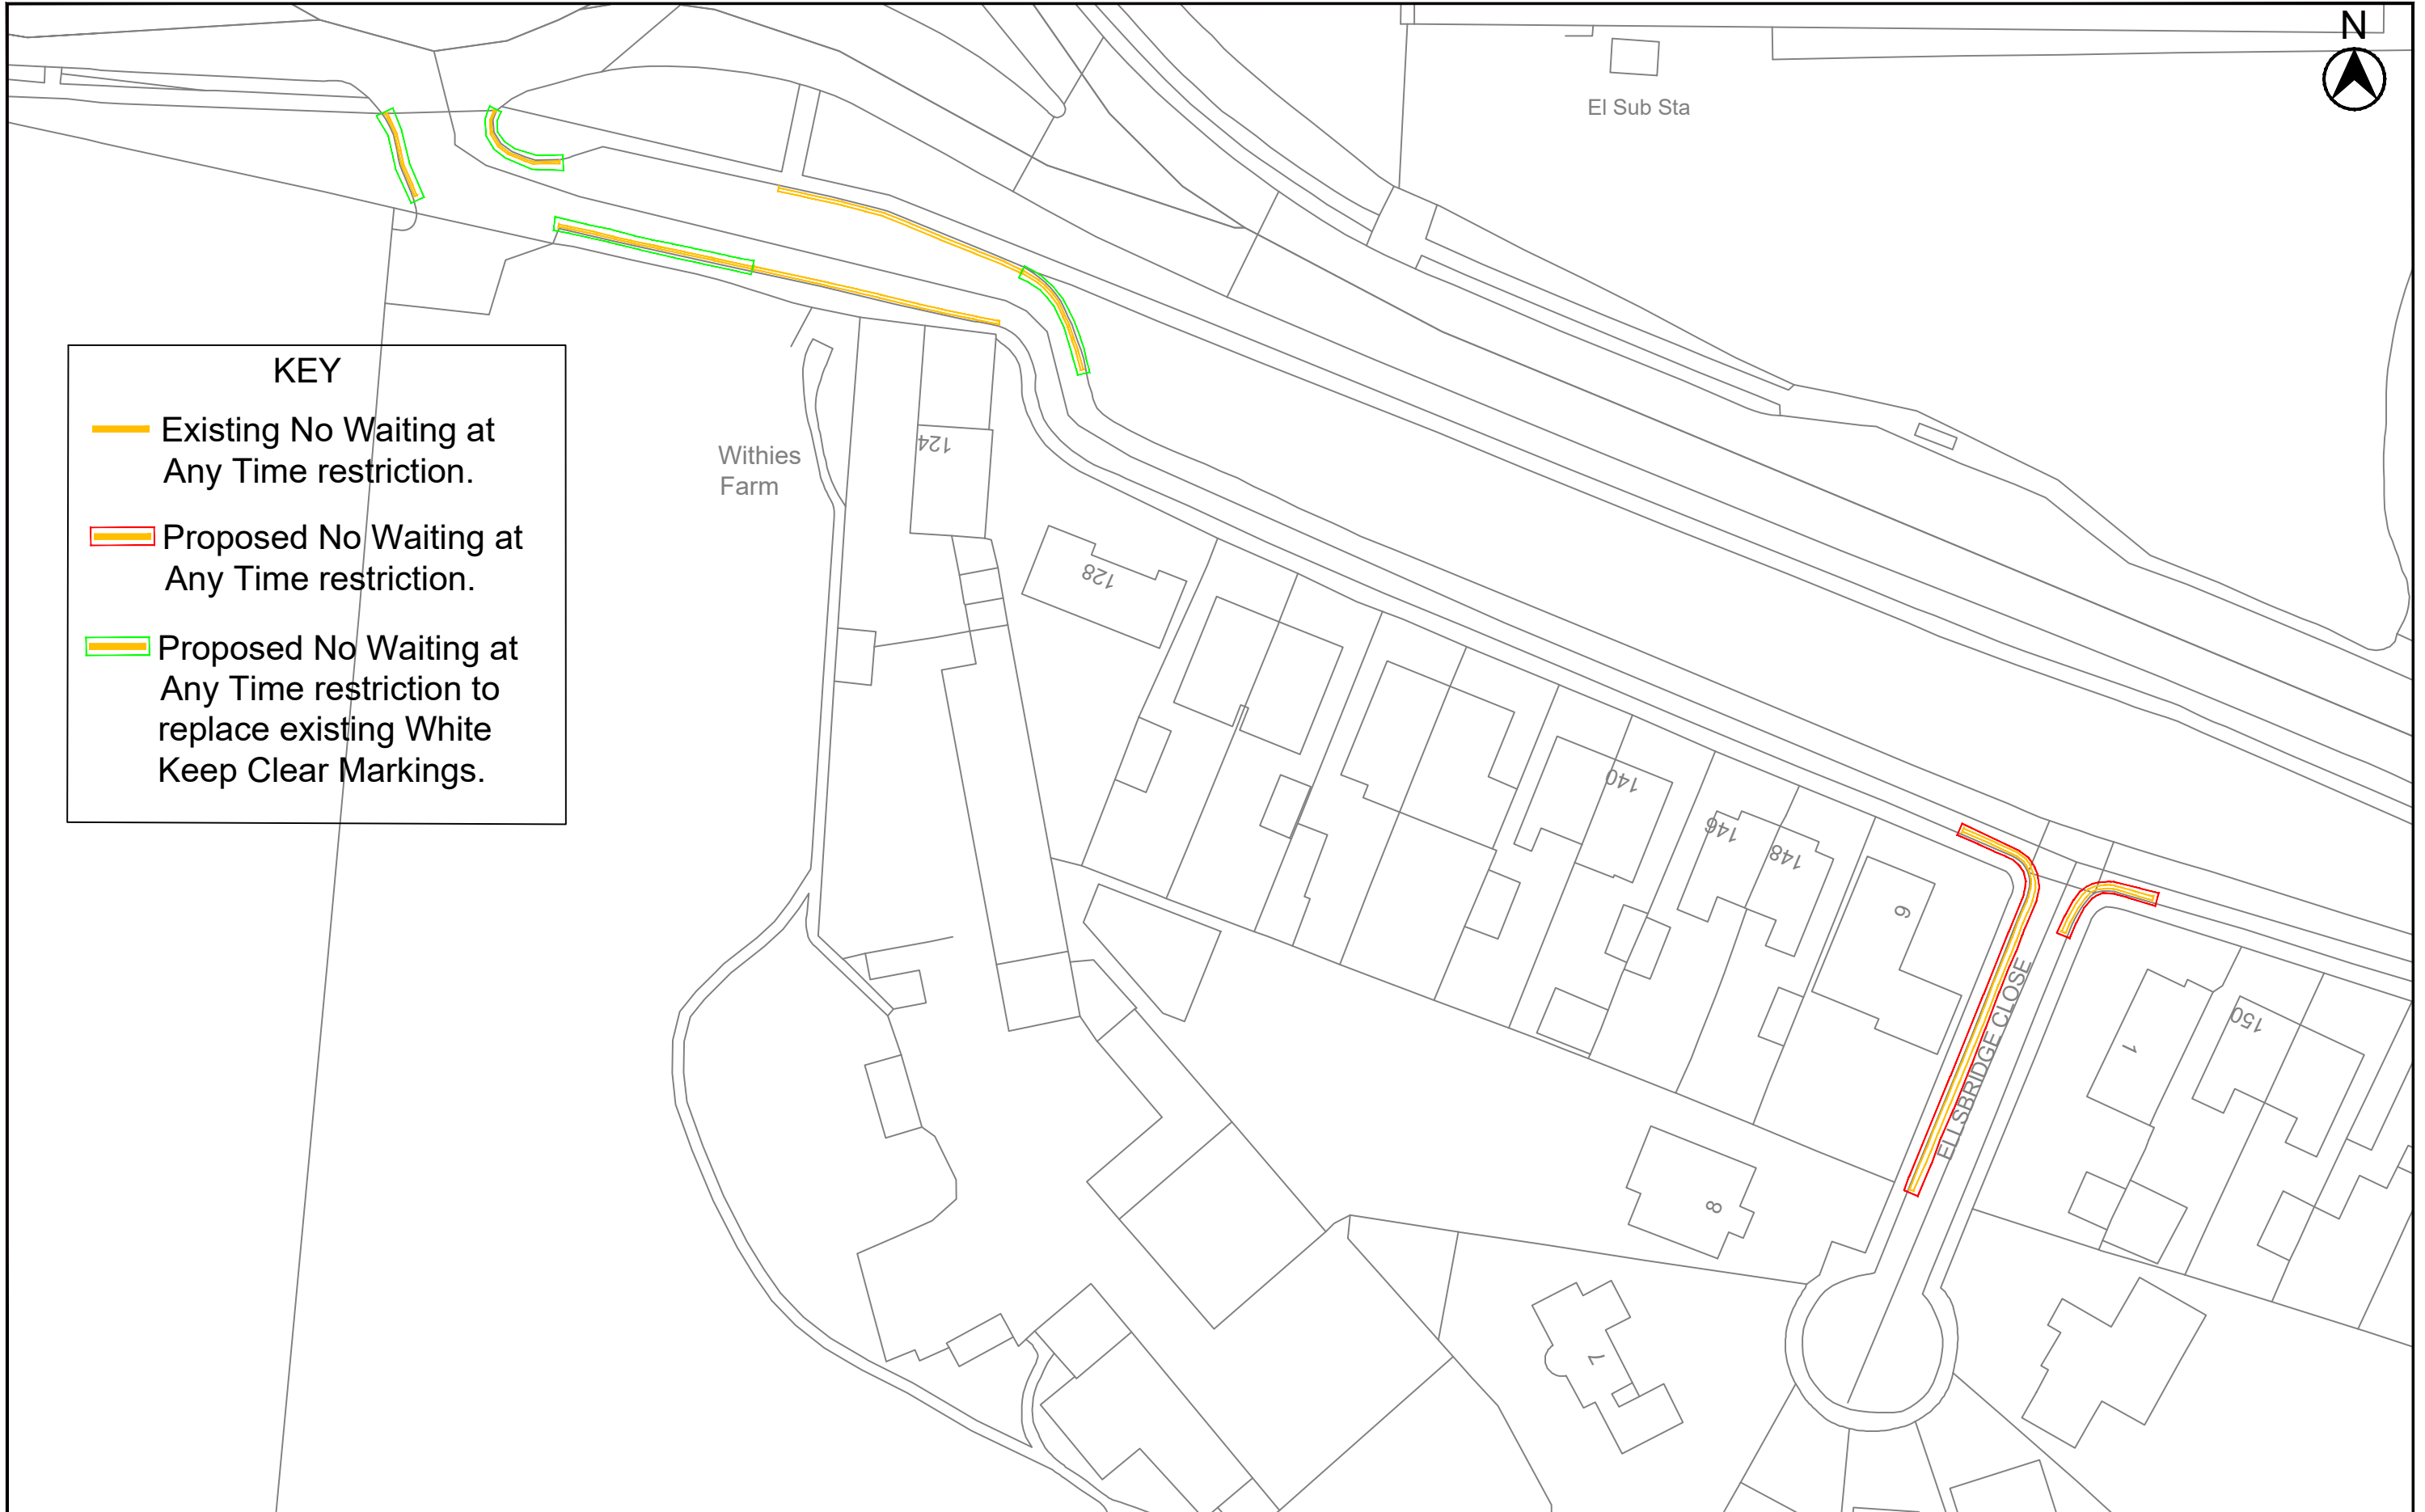 N
El Sub Sta
KEY
Existing No Waiting at
Any Time restriction.
Proposed No Waiting at
Any Time restriction.
Proposed No Waiting at
Any Time restriction to
replace existing White
Keep Clear Markings.
Withies
Farm
124
128
140
146
148
9
ELLSBRIDGE CLOSE
150
1
8
7